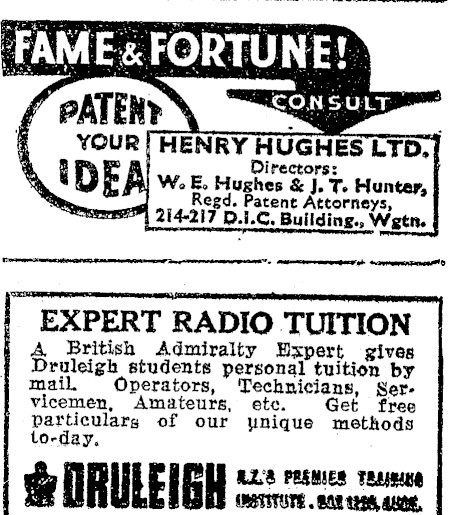 FAME & FORTUNE!
CONSULT
PATENT
YOUR
IDEA
HENRY HUGHES LTD.
Directors:
W. E. Hughes & J. T. Hunter,
Regd. Patent Attorneys,
214-217 D.I.C. Building., Wgtn.
EXPERT RADIO TUITION
A British Admiralty Expert gives
Druleigh students personal tuition by
mail. Operators, Technicians, Ser-
vicemen, Amateurs, etc. Get free
particulars of our unique methods
to-day.
DRULEIGH
N.Z.'S PREMIER TRAINING
INSTITUTE. BOX